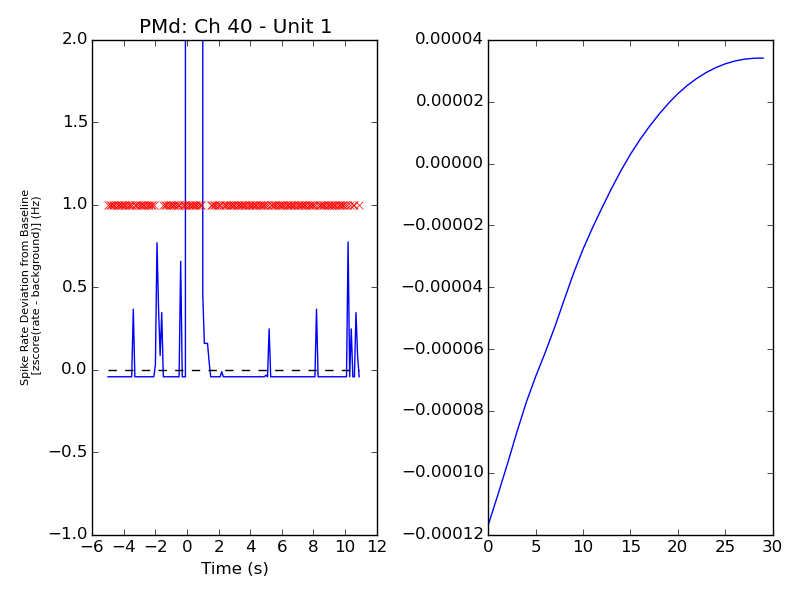 PMd: Ch 40 - Unit 1
2.0
1.5
1.0
0.5
0.0
−0.5
−1.0
Spike Rate Deviation from Baseline
[zscore(rate - background)] (Hz)
−6 −4 −2 0 2 4 6 8 10 12
Time (s)
0.00004
0.00002
0.00000
−0.00002
−0.00004
−0.00006
−0.00008
−0.00010
−0.00012
0 5 10 15 20 25 30